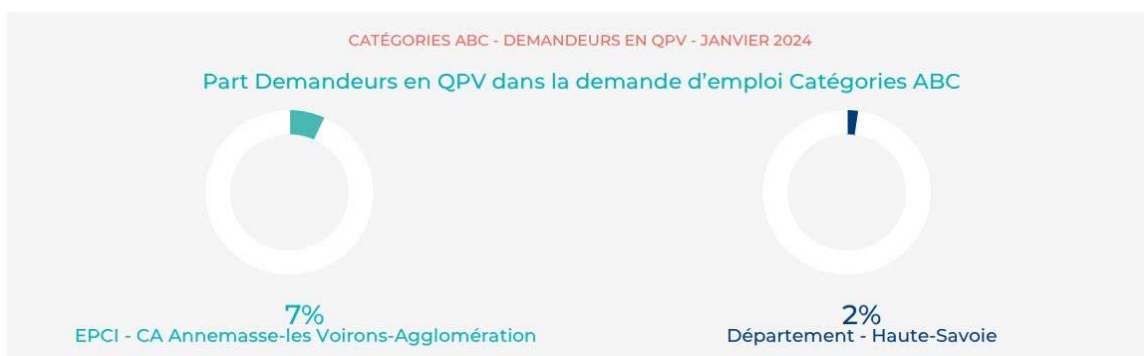 CATÉGORIES ABC - DEMANDEURS EN QPV - JANVIER 2024
Part Demandeurs en QPV dans la demande d'emploi Catégories ABC
7%
EPCI - CA Annemasse-les Voirons-Agglomération
2%
Département - Haute-Savoie